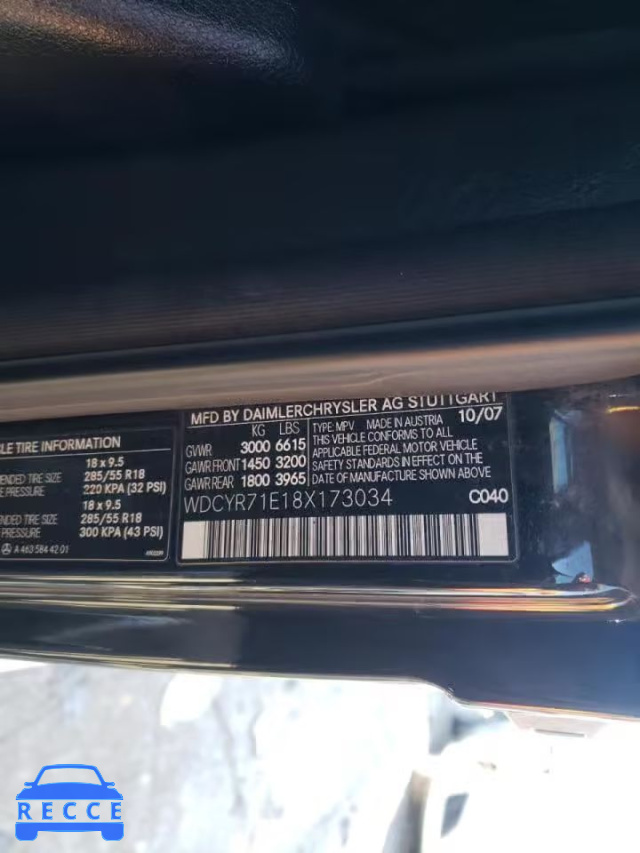 MFD BY DAIMLERCHRYSLER AG STUTTGART
KG LBS TYPE: MPV MADE IN AUSTRIA 10/07
GVWR 3000 6615 THIS VEHICLE CONFORMS TO ALL
GAWR FRONT 1450 3200 APPLICABLE FEDERAL MOTOR VEHICLE
GAWR REAR 1800 3965 SAFETY STANDARDS IN EFFECT ON THE
DATE OF MANUFACTURE SHOWN ABOVE.
WDCYR71E18X173034 C040
TIRE INFORMATION
18 x 9.5
TIRE SIZE 285/55 R18
PRESSURE 220 KPA (32 PSI)
18 x 9.5
TIRE SIZE 285/55 R18
PRESSURE 300 KPA (43 PSI)
A 463 584 42 01
RECCE